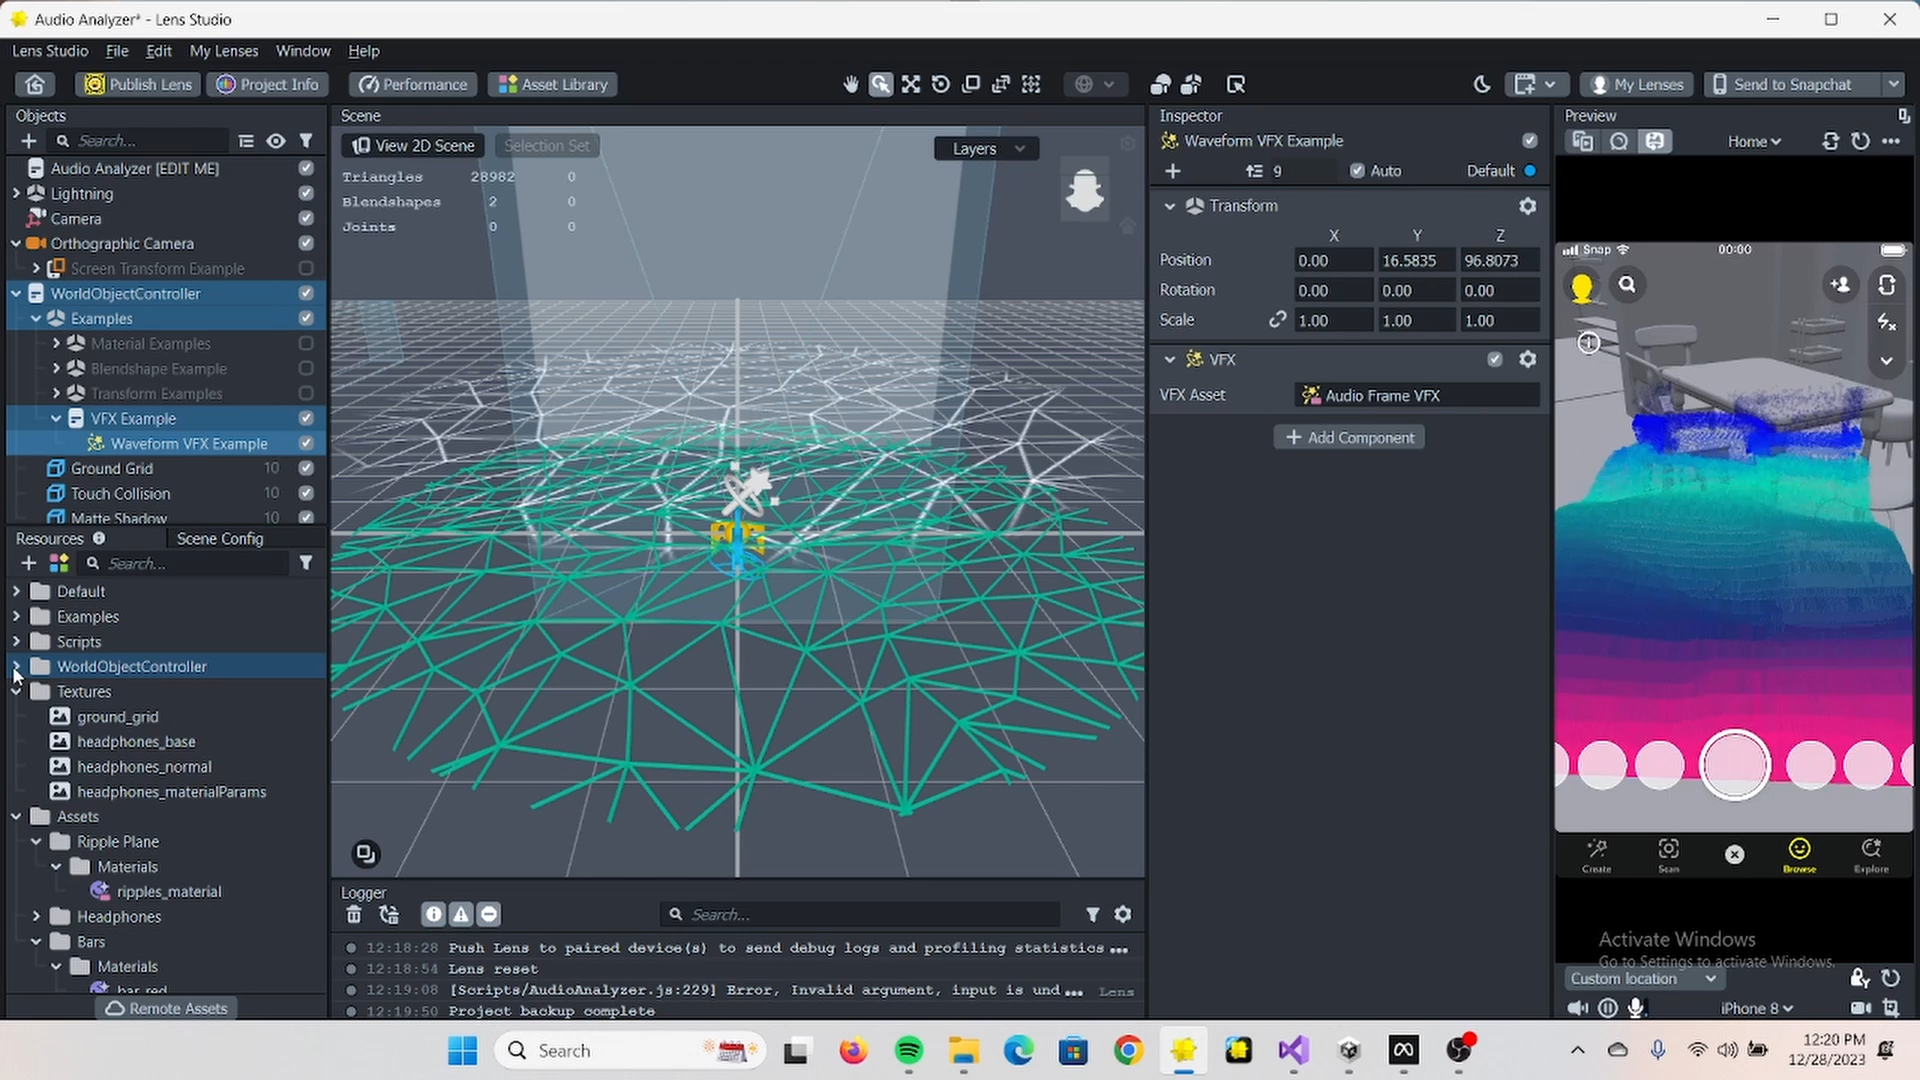 Audio Analyzer* - Lens Studio
Lens Studio File Edit My Lenses Window Help
Publish Lens Project Info Performance Asset Library My Lenses Send to Snapchat
Objects
Search...
Audio Analyzer [EDIT ME]
Lightning
Camera
Orthographic Camera
Screen Transform Example
WorldObjectController
Examples
Material Examples
Blendshape Example
Transform Examples
VFX Example
Waveform VFX Example
Ground Grid 10
Touch Collision 10
Matte Shadow 10
Resources Scene Config
Search...
Default
Examples
Scripts
WorldObjectController
Textures
ground_grid
headphones_base
headphones_normal
headphones_materialParams
Assets
Ripple Plane
Materials
ripples_material
Headphones
Bars
Materials
bar_red
Remote Assets
Scene
View 2D Scene Selection Set Layers
Triangles 28982 0
Blendshapes 2 0
Joints 0 0
Logger
Search...
12:18:28 Push Lens to paired device(s) to send debug logs and profiling statistics ...
12:18:54 Lens reset
12:19:08 [Scripts/AudioAnalyzer.js:229] Error, Invalid argument, input is und ... Lens
12:19:50 Project backup complete
Inspector
Waveform VFX Example
9 Auto Default
Transform
X Y Z
Position 0.00 16.5835 96.8073
Rotation 0.00 0.00 0.00
Scale 1.00 1.00 1.00
VFX
VFX Asset Audio Frame VFX
+ Add Component
Preview
Home
Snap 00:00
Create Scan Browse Explore
Activate Windows
Go to Settings to activate Windows.
Custom location
iPhone 8
Search
12:20 PM
12/28/2023